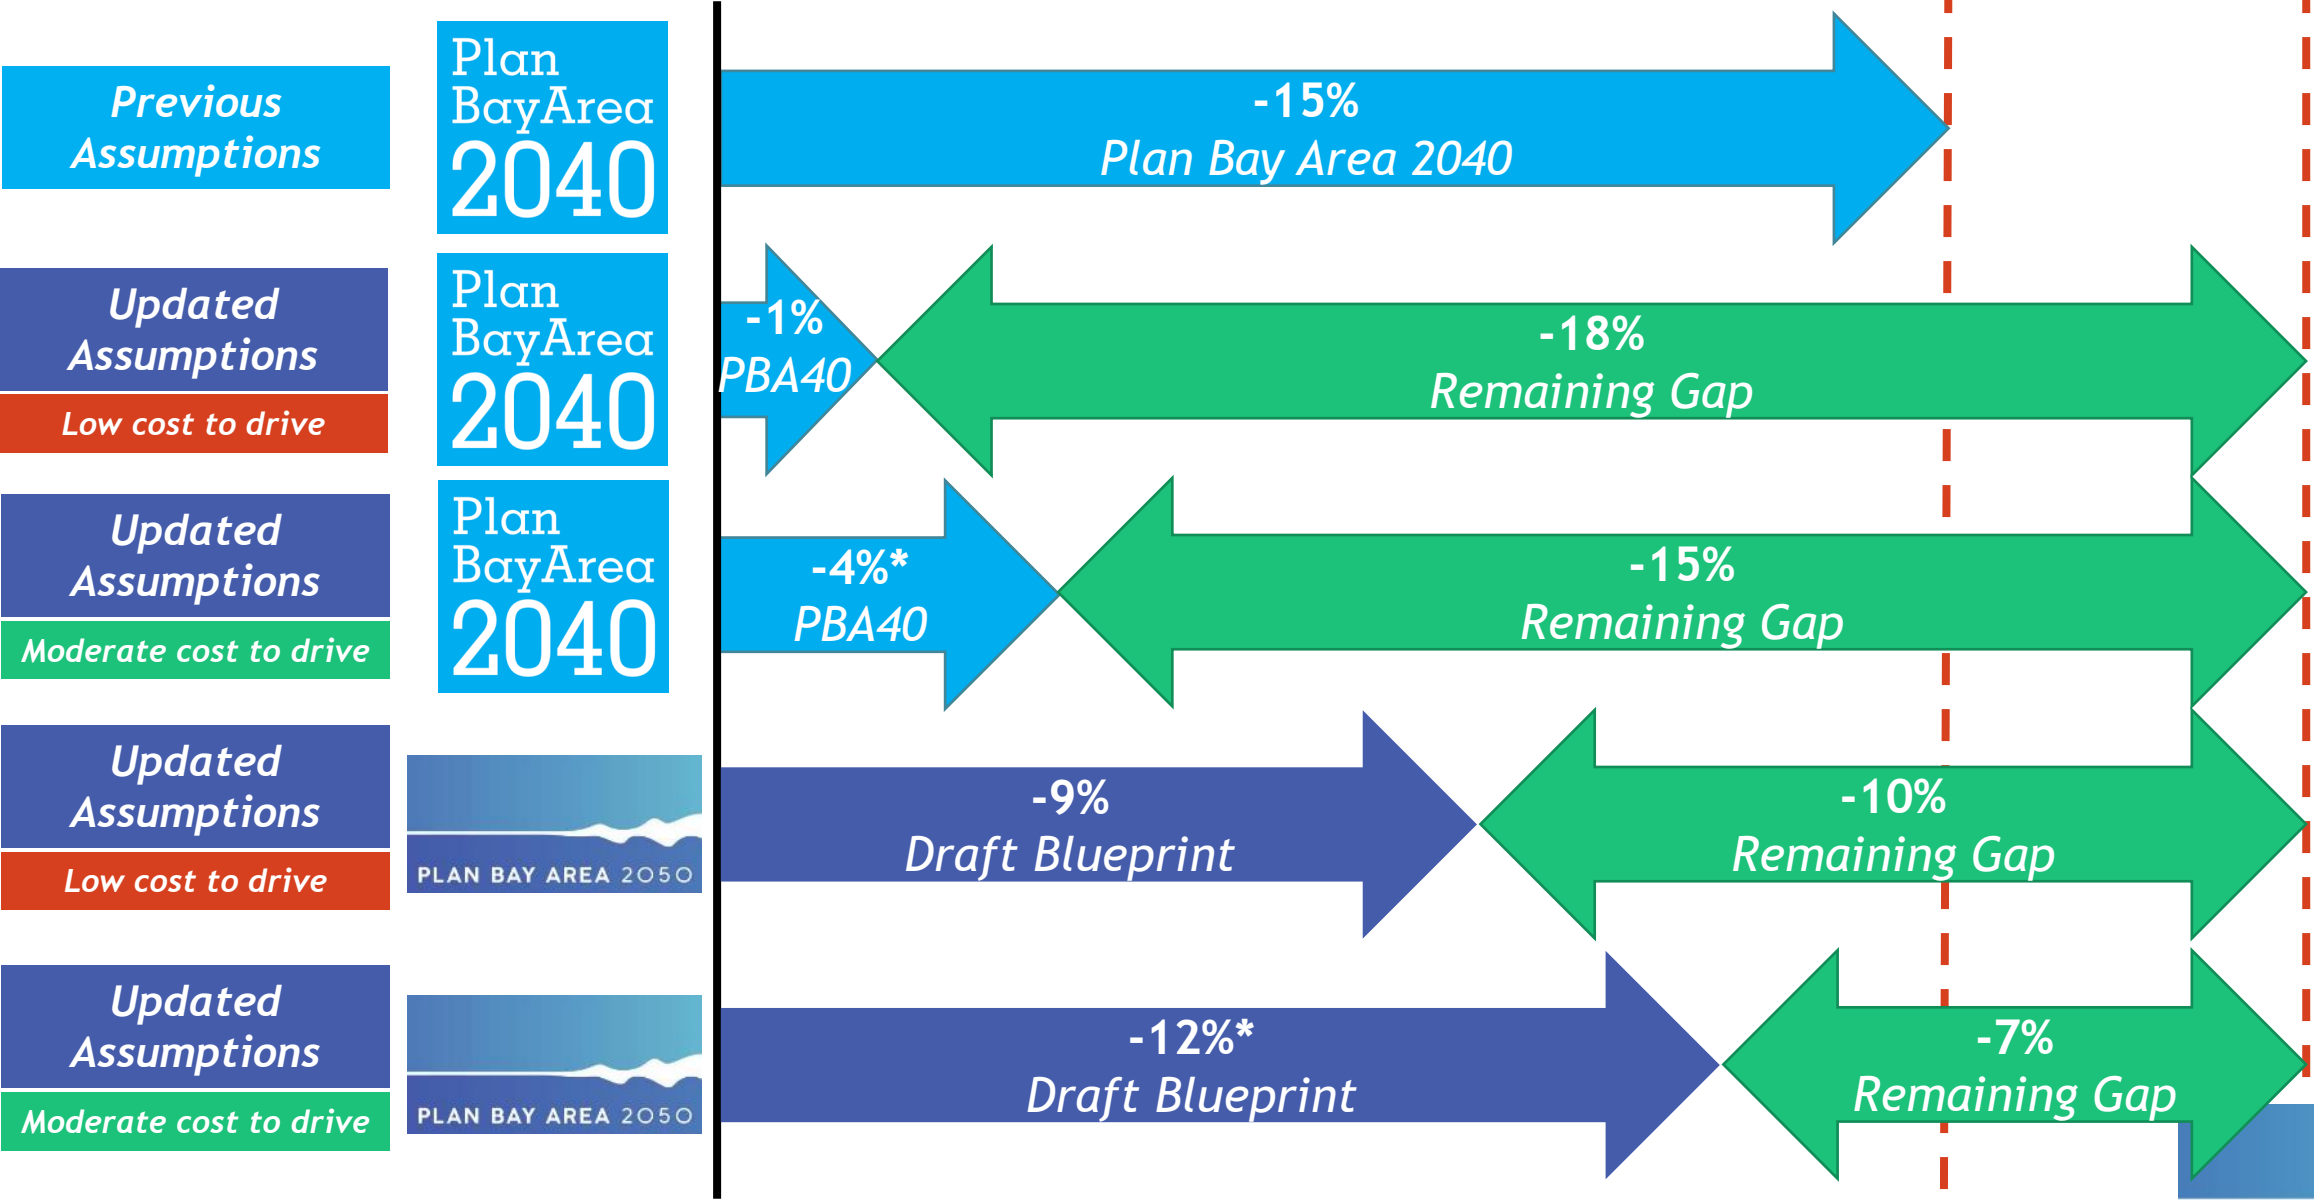 Previous
Assumptions
Plan
BayArea
2040
-15%
Plan Bay Area 2040
Updated
Assumptions
Low cost to drive
Plan
BayArea
2040
-1%
PBA40
-18%
Remaining Gap
Updated
Assumptions
Moderate cost to drive
Plan
BayArea
2040
-4%*
PBA40
-15%
Remaining Gap
Updated
Assumptions
Low cost to drive
PLAN BAY AREA 2050
-9%
Draft Blueprint
-10%
Remaining Gap
Updated
Assumptions
Moderate cost to drive
PLAN BAY AREA 2050
-12%*
Draft Blueprint
-7%
Remaining Gap